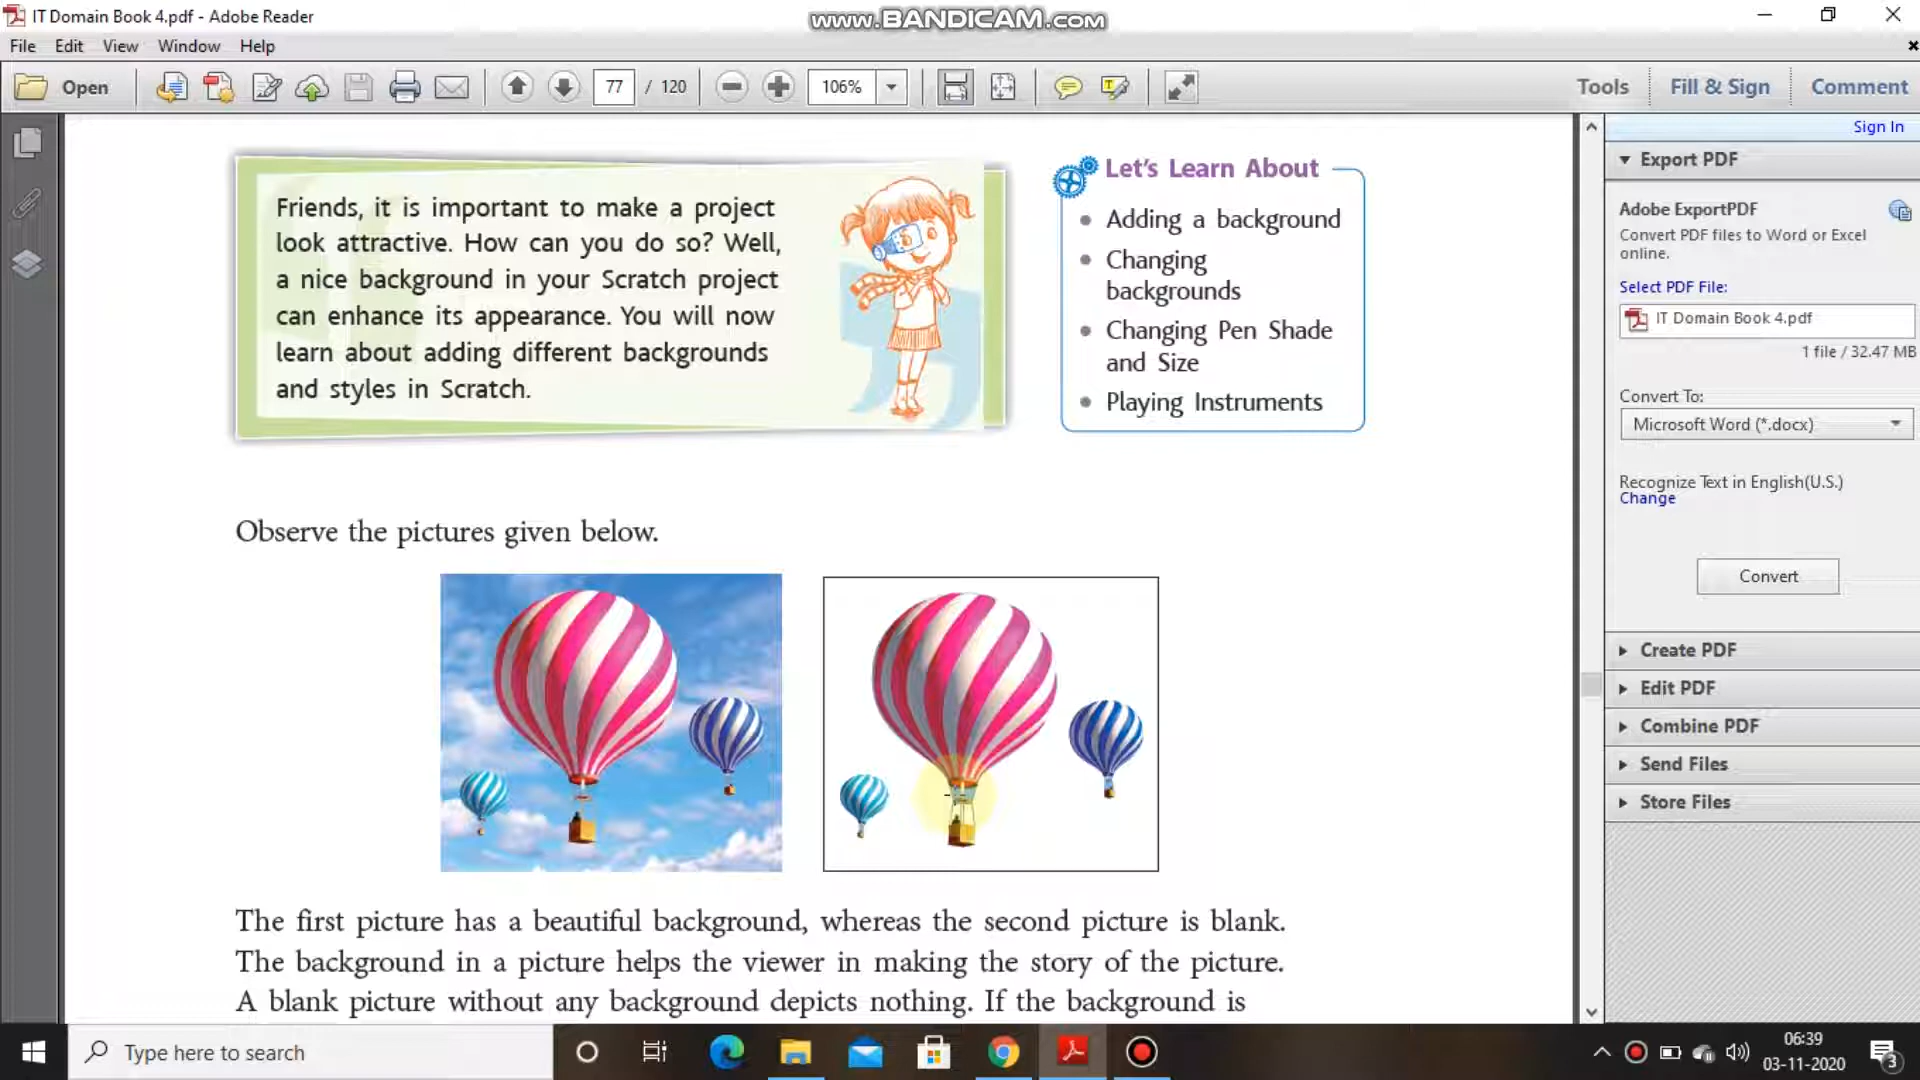 IT Domain Book 4.pdf - Adobe Reader
www.BANDICAM.com
File Edit View Window Help
Open
77 / 120
106%
Tools
Fill & Sign
Comment
Sign In
Friends, it is important to make a project
look attractive. How can you do so? Well,
a nice background in your Scratch project
can enhance its appearance. You will now
learn about adding different backgrounds
and styles in Scratch.
Let's Learn About
Adding a background
Changing
backgrounds
Changing Pen Shade
and Size
Playing Instruments
Observe the pictures given below.
The first picture has a beautiful background, whereas the second picture is blank.
The background in a picture helps the viewer in making the story of the picture.
A blank picture without any background depicts nothing. If the background is
Export PDF
Adobe ExportPDF
Convert PDF files to Word or Excel
online.
Select PDF File:
IT Domain Book 4.pdf
1 file / 32.47 MB
Convert To:
Microsoft Word (*.docx)
Recognize Text in English(U.S.)
Change
Convert
Create PDF
Edit PDF
Combine PDF
Send Files
Store Files
Type here to search
06:39
03-11-2020
3